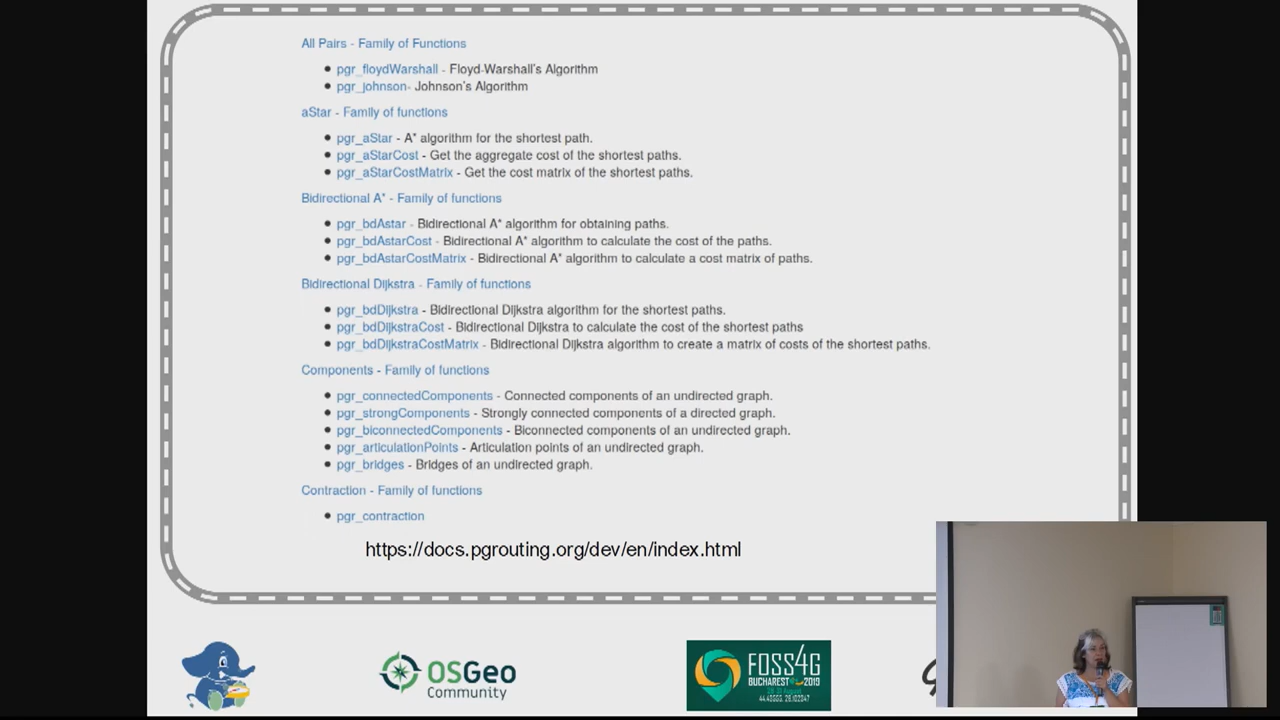 All Pairs - Family of Functions
pgr_floydWarshall - Floyd-Warshall's Algorithm
pgr_johnson- Johnson's Algorithm
aStar - Family of functions
pgr_aStar - A* algorithm for the shortest path.
pgr_aStarCost - Get the aggregate cost of the shortest paths.
pgr_aStarCostMatrix - Get the cost matrix of the shortest paths.
Bidirectional A* - Family of functions
pgr_bdAstar - Bidirectional A* algorithm for obtaining paths.
pgr_bdAstarCost - Bidirectional A* algorithm to calculate the cost of the paths.
pgr_bdAstarCostMatrix - Bidirectional A* algorithm to calculate a cost matrix of paths.
Bidirectional Dijkstra - Family of functions
pgr_bdDijkstra - Bidirectional Dijkstra algorithm for the shortest paths.
pgr_bdDijkstraCost - Bidirectional Dijkstra to calculate the cost of the shortest paths
pgr_bdDijkstraCostMatrix - Bidirectional Dijkstra algorithm to create a matrix of costs of the shortest paths.
Components - Family of functions
pgr_connectedComponents - Connected components of an undirected graph.
pgr_strongComponents - Strongly connected components of a directed graph.
pgr_biconnectedComponents - Biconnected components of an undirected graph.
pgr_articulationPoints - Articulation points of an undirected graph.
pgr_bridges - Bridges of an undirected graph.
Contraction - Family of functions
pgr_contraction
https://docs.pgrouting.org/dev/en/index.html
OSGeo
Community
FOSS4G
BUCHAREST 2019